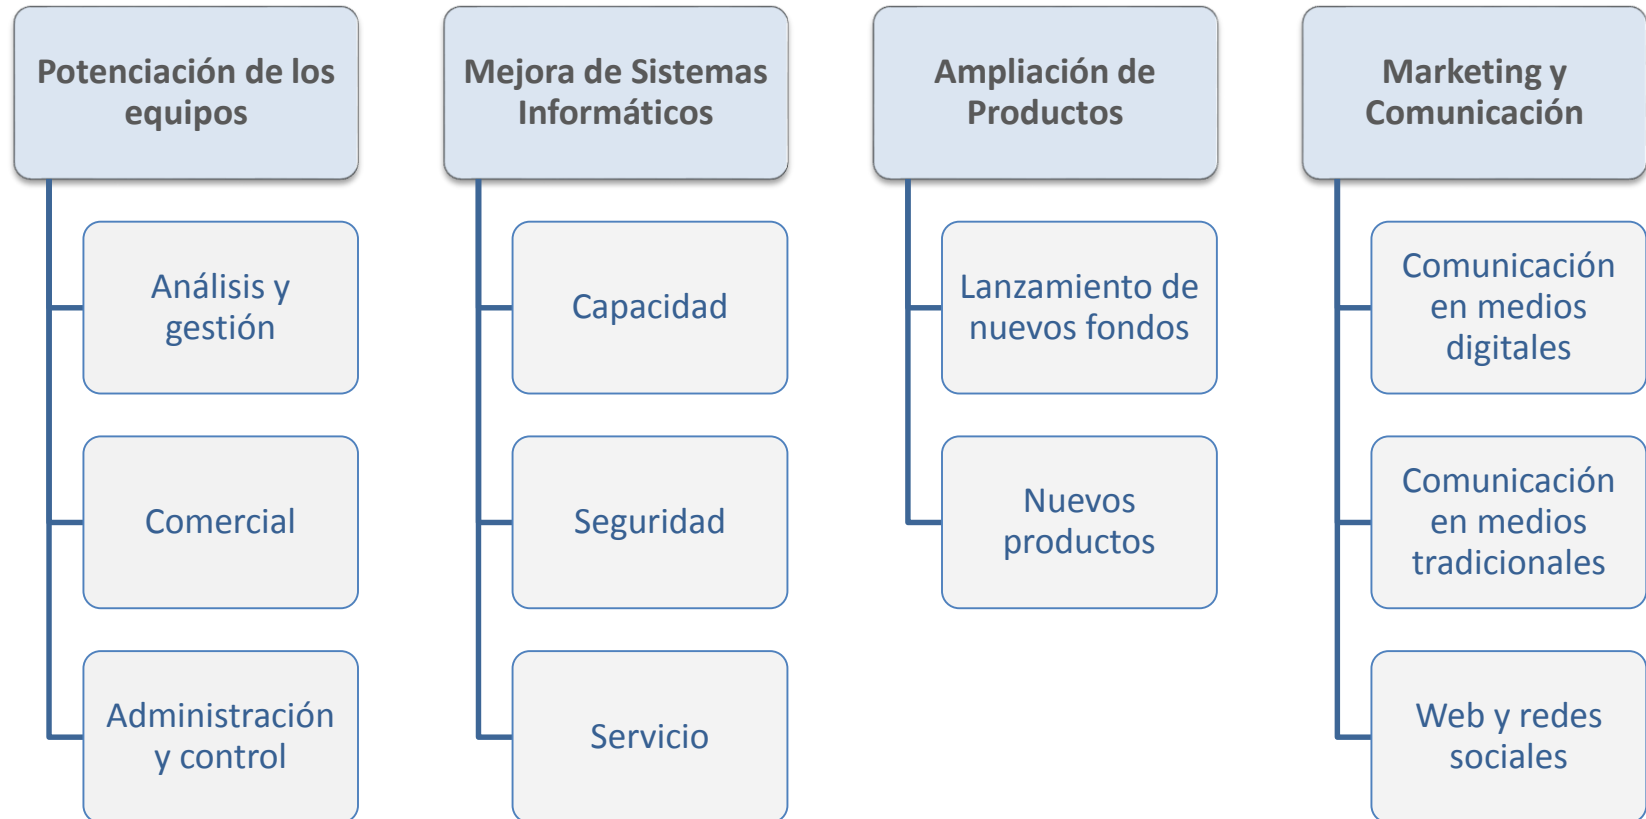 Potenciación de los
equipos
Análisis y
gestión
Comercial
Administración
y control
Mejora de Sistemas
Informáticos
Capacidad
Seguridad
Servicio
Ampliación de
Productos
Lanzamiento de
nuevos fondos
Nuevos
productos
Marketing y
Comunicación
Comunicación
en medios
digitales
Comunicación
en medios
tradicionales
Web y redes
sociales